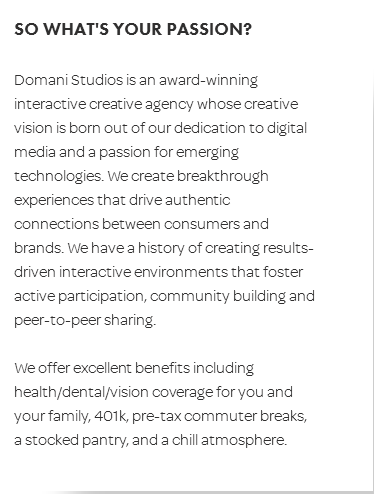 SO WHAT'S YOUR PASSION?
Domani Studios is an award-winning
interactive creative agency whose creative
vision is born out of our dedication to digital
media and a passion for emerging
technologies. We create breakthrough
experiences that drive authentic
connections between consumers and
brands. We have a history of creating results-
driven interactive environments that foster
active participation, community building and
peer-to-peer sharing.
We offer excellent benefits including
health/dental/vision coverage for you and
your family, 401k, pre-tax commuter breaks,
a stocked pantry, and a chill atmosphere.